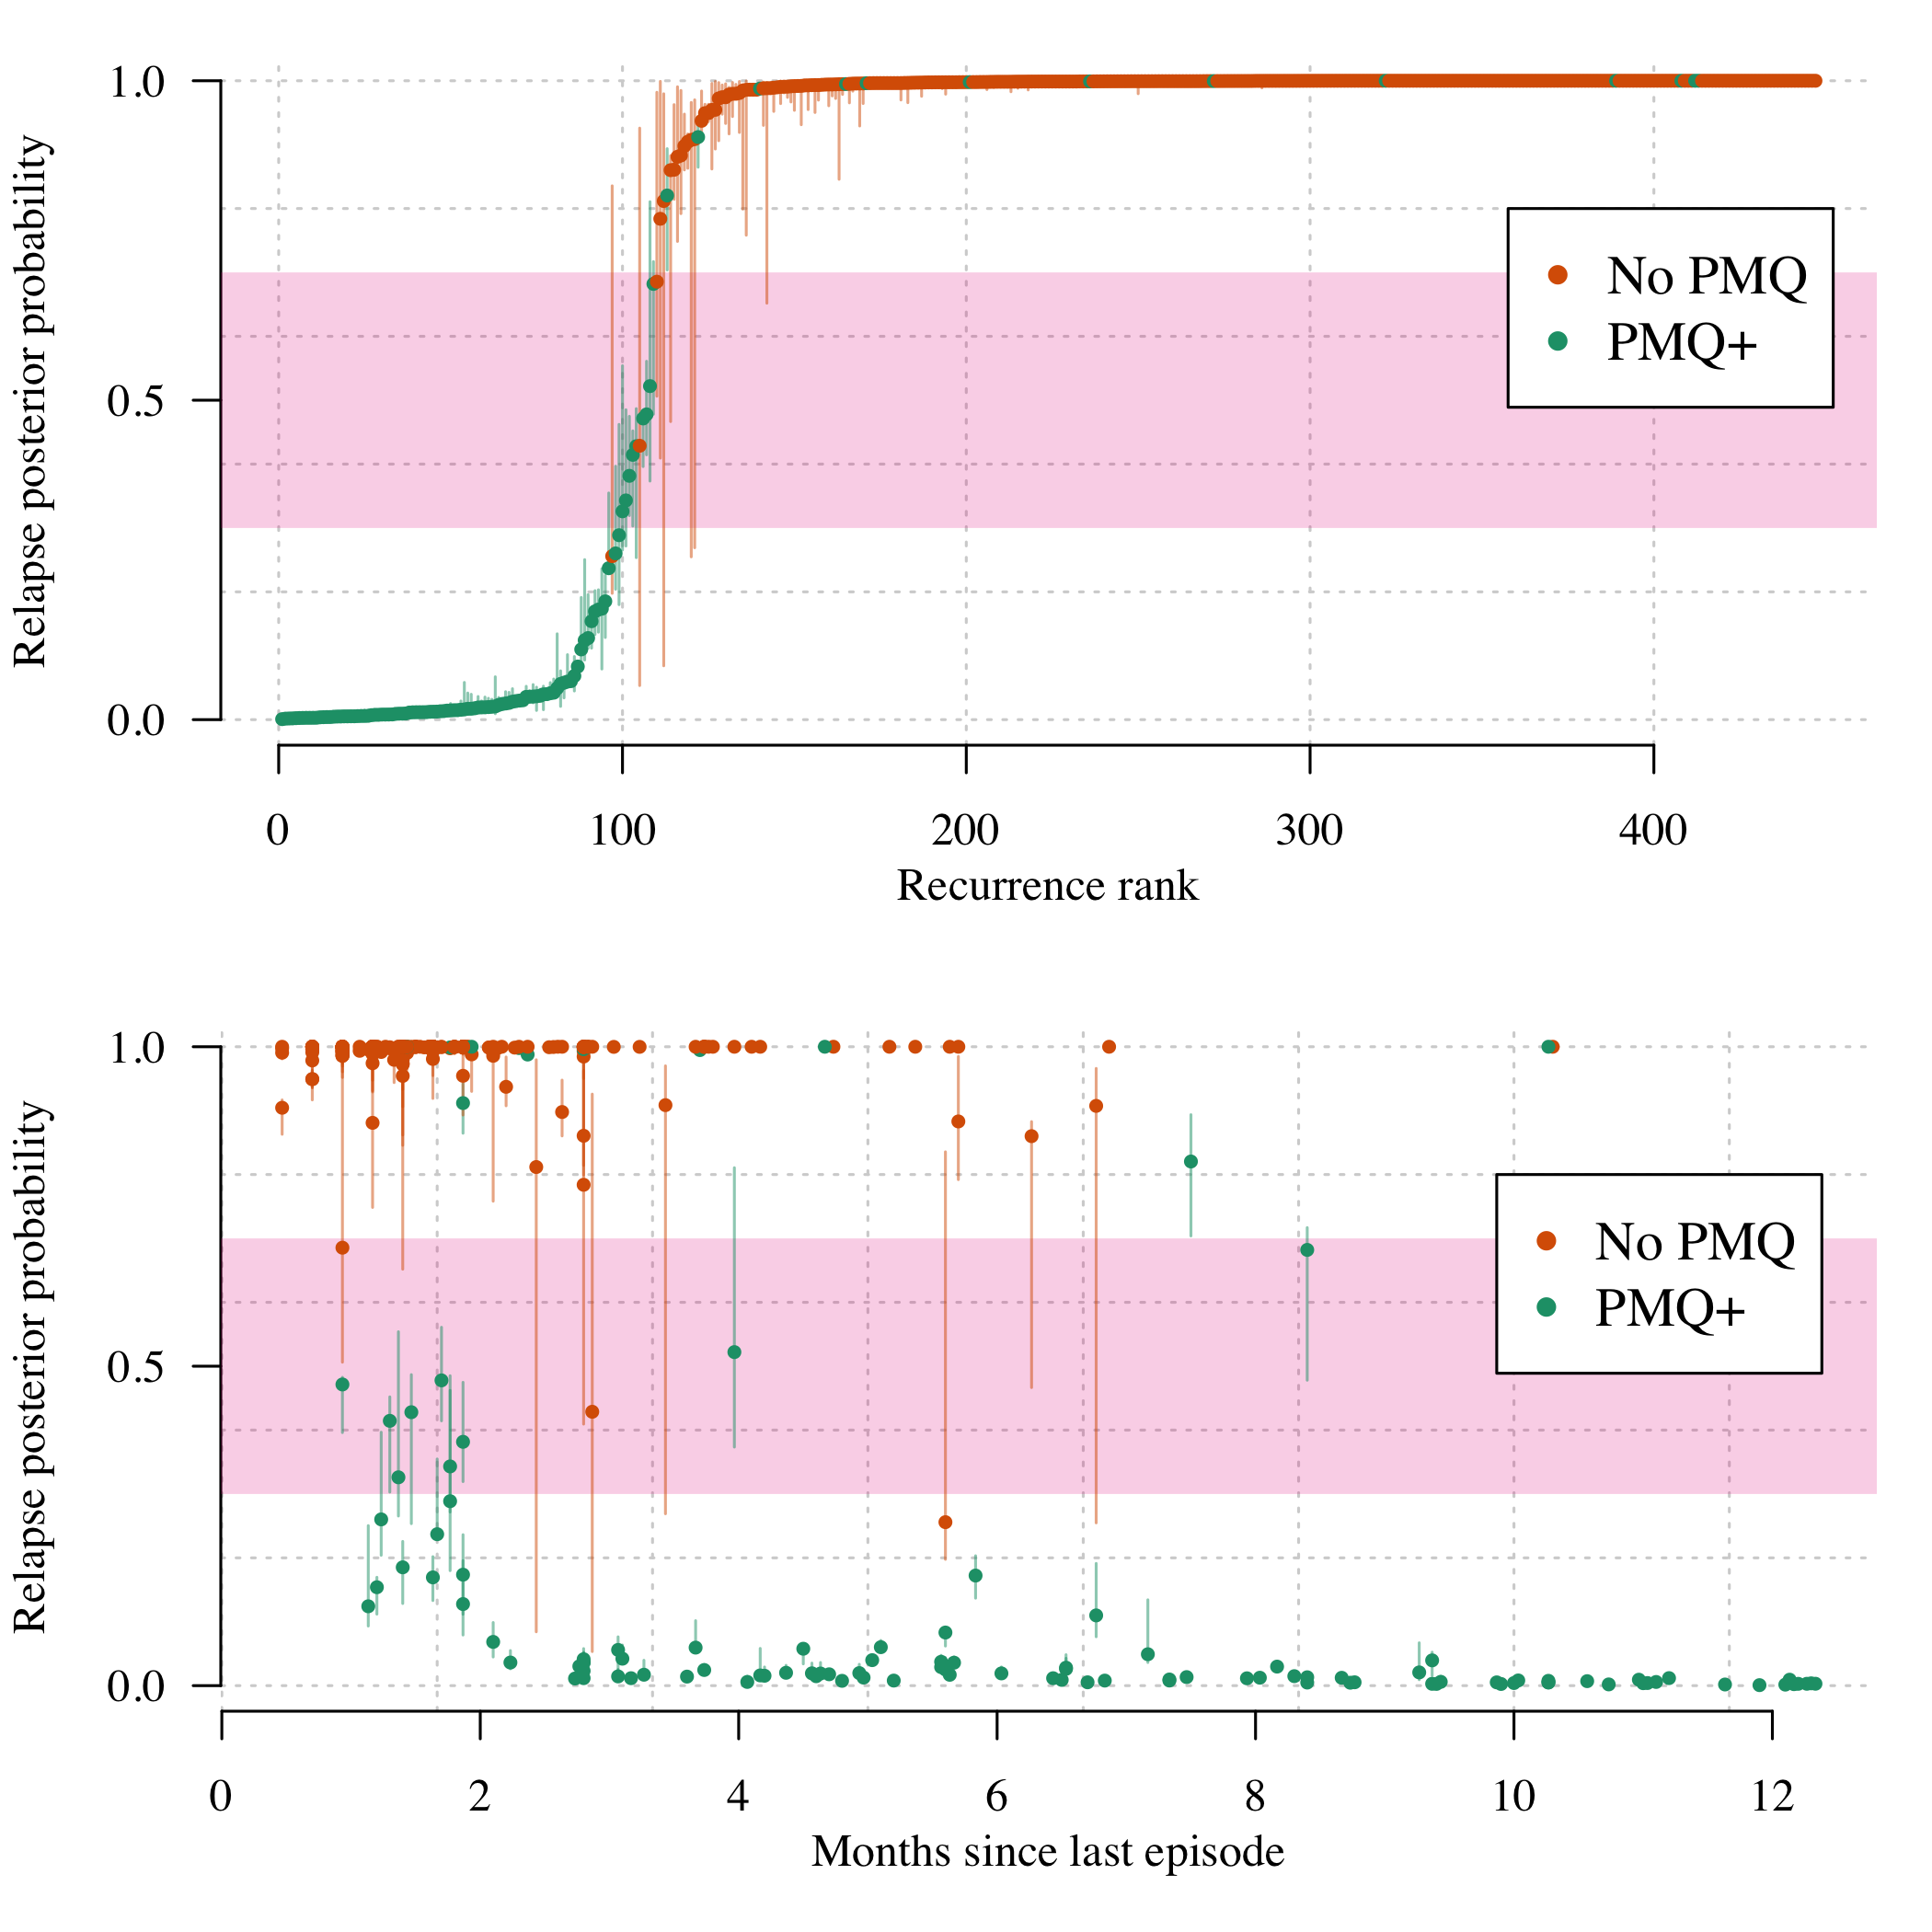 Relapse posterior probability
1.0
0.5
0.0
No PMQ
PMQ+
0 100 200 300 400
Recurrence rank
Relapse posterior probability
1.0
0.5
0.0
No PMQ
PMQ+
0 2 4 6 8 10 12
Months since last episode